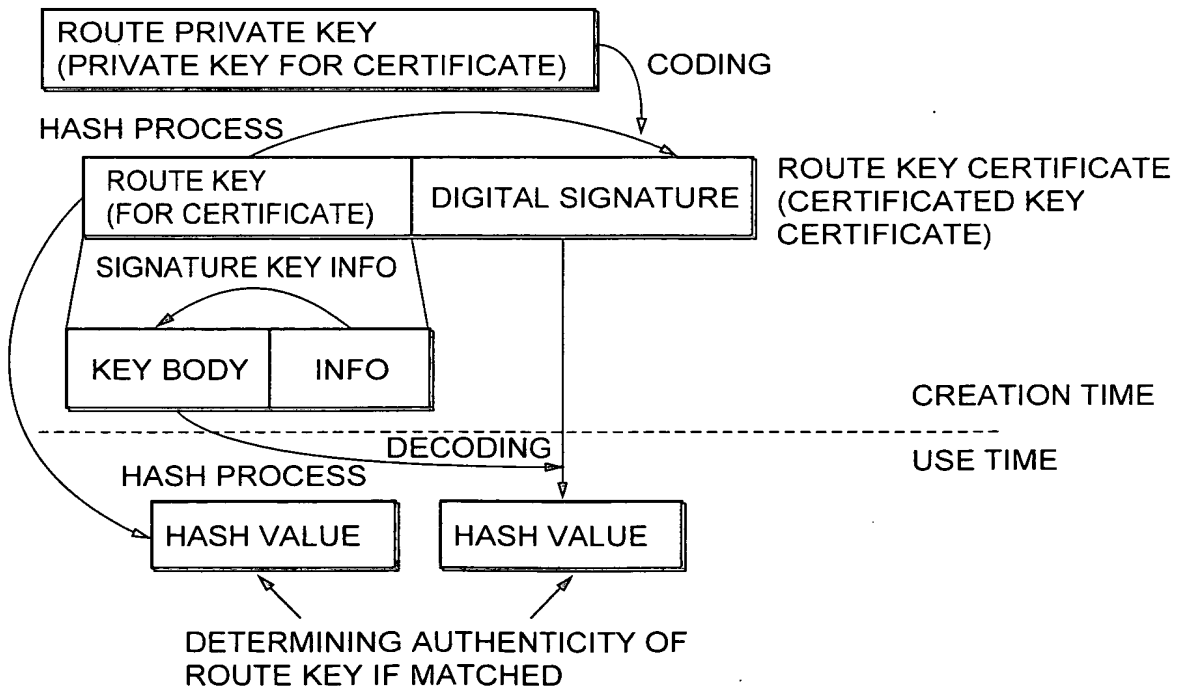 ROUTE PRIVATE KEY
(PRIVATE KEY FOR CERTIFICATE)
CODING
HASH PROCESS
ROUTE KEY
(FOR CERTIFICATE)
DIGITAL SIGNATURE
ROUTE KEY CERTIFICATE
(CERTIFICATED KEY
CERTIFICATE)
SIGNATURE KEY INFO
KEY BODY
INFO
CREATION TIME
DECODING
USE TIME
HASH PROCESS
HASH VALUE
HASH VALUE
DETERMINING AUTHENTICITY OF
ROUTE KEY IF MATCHED